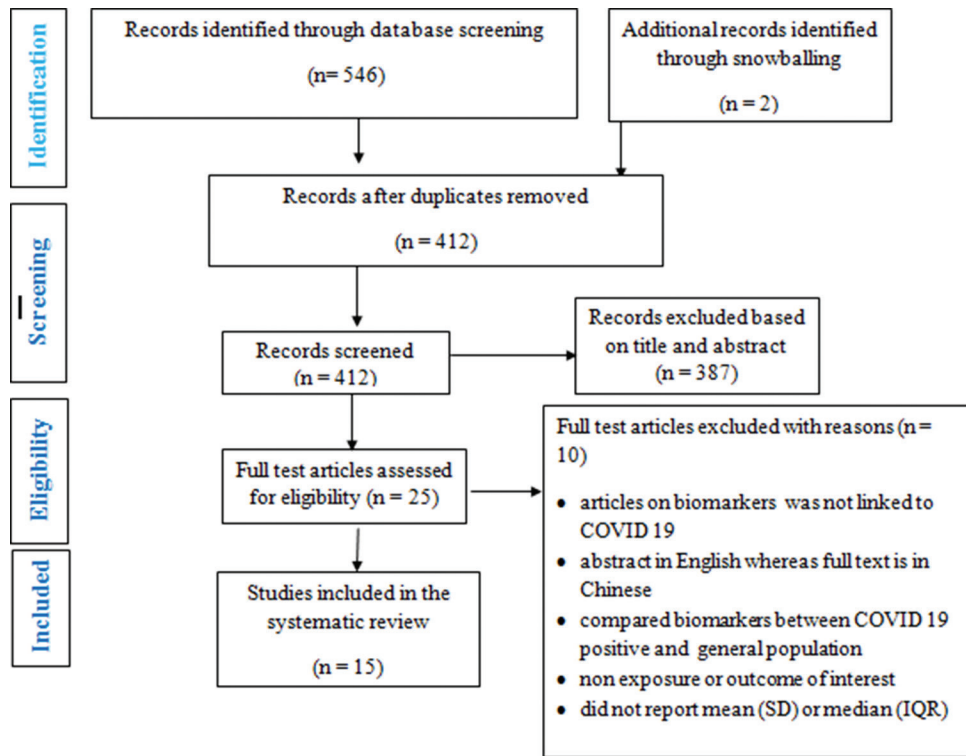 Identification
Records identified through database screening
(n= 546)
Additional records identified
through snowballing
(n = 2)
Records after duplicates removed
(n = 412)
Screening
Records screened
(n = 412)
Records excluded based
on title and abstract
(n = 387)
Eligibility
Full test articles assessed
for eligibility (n = 25)
Full test articles excluded with reasons (n =
10)
• articles on biomarkers was not linked to
COVID 19
• abstract in English whereas full text is in
Chinese
• compared biomarkers between COVID 19
positive and general population
• non exposure or outcome of interest
• did not report mean (SD) or median (IQR)
Included
Studies included in the
systematic review
(n = 15)